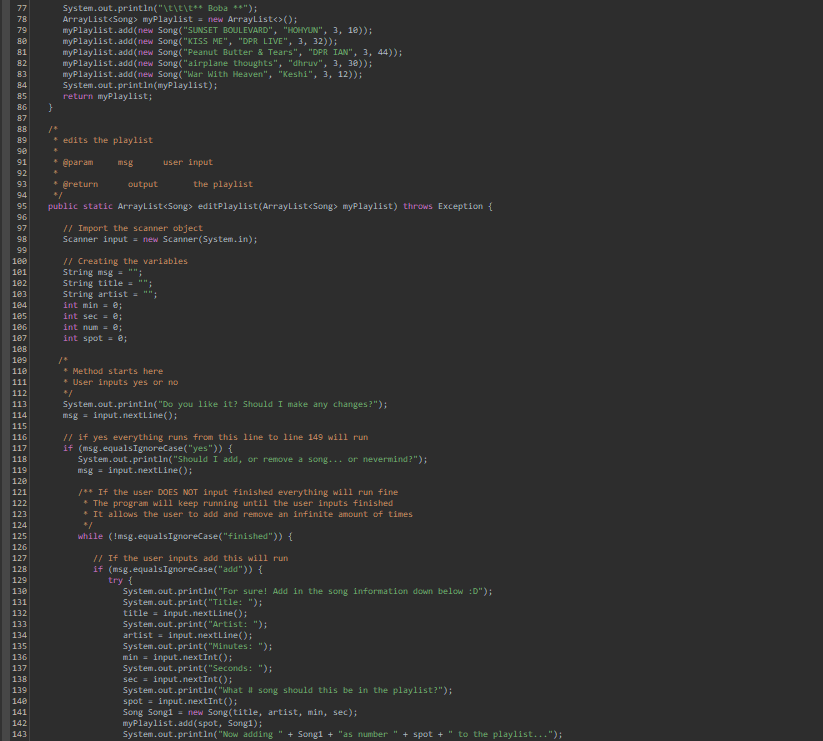 77 System.out.println("\t\t\t** Boba **");
78 ArrayList<Song> myPlaylist = new ArrayList<>();
79 myPlaylist.add(new Song("SUNSET BOULEVARD", "HOHYUN", 3, 10));
80 myPlaylist.add(new Song("KISS ME", "DPR LIVE", 3, 32));
81 myPlaylist.add(new Song("Peanut Butter & Tears", "DPR IAN", 3, 44));
82 myPlaylist.add(new Song("airplane thoughts", "dhruv", 3, 30));
83 myPlaylist.add(new Song("War With Heaven", "Keshi", 3, 12));
84 System.out.println(myPlaylist);
85 return myPlaylist;
86 }
87
88 /*
89 * edits the playlist
90 *
91 * @param msg user input
92 *
93 * @return output the playlist
94 */
95 public static ArrayList<Song> editPlaylist(ArrayList<Song> myPlaylist) throws Exception {
96
97 // Import the scanner object
98 Scanner input = new Scanner(System.in);
99
100 // Creating the variables
101 String msg = "";
102 String title = "";
103 String artist = "";
104 int min = 0;
105 int sec = 0;
106 int num = 0;
107 int spot = 0;
108
109 /*
110 * Method starts here
111 * User inputs yes or no
112 */
113 System.out.println("Do you like it? Should I make any changes?");
114 msg = input.nextLine();
115
116 // if yes everything runs from this line to line 149 will run
117 if (msg.equalsIgnoreCase("yes")) {
118 System.out.println("Should I add, or remove a song... or nevermind?");
119 msg = input.nextLine();
120
121 /** If the user DOES NOT input finished everything will run fine
122 * The program will keep running until the user inputs finished
123 * It allows the user to add and remove an infinite amount of times
124 */
125 while (!msg.equalsIgnoreCase("finished")) {
126
127 // If the user inputs add this will run
128 if (msg.equalsIgnoreCase("add")) {
129 try {
130 System.out.println("For sure! Add in the song information down below :D");
131 System.out.print("Title: ");
132 title = input.nextLine();
133 System.out.print("Artist: ");
134 artist = input.nextLine();
135 System.out.print("Minutes: ");
136 min = input.nextInt();
137 System.out.print("Seconds: ");
138 sec = input.nextInt();
139 System.out.println("What # song should this be in the playlist?");
140 spot = input.nextInt();
141 Song Song1 = new Song(title, artist, min, sec);
142 myPlaylist.add(spot, Song1);
143 System.out.println("Now adding " + Song1 + "as number " + spot + " to the playlist...");